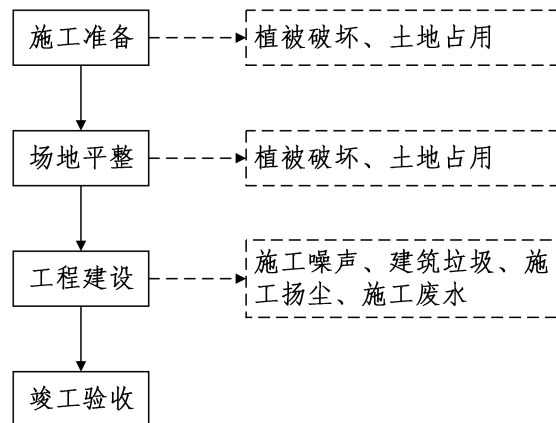 施工准备
植被破坏、土地占用
场地平整
植被破坏、土地占用
工程建设
施工噪声、建筑垃圾、施
工扬尘、施工废水
竣工验收